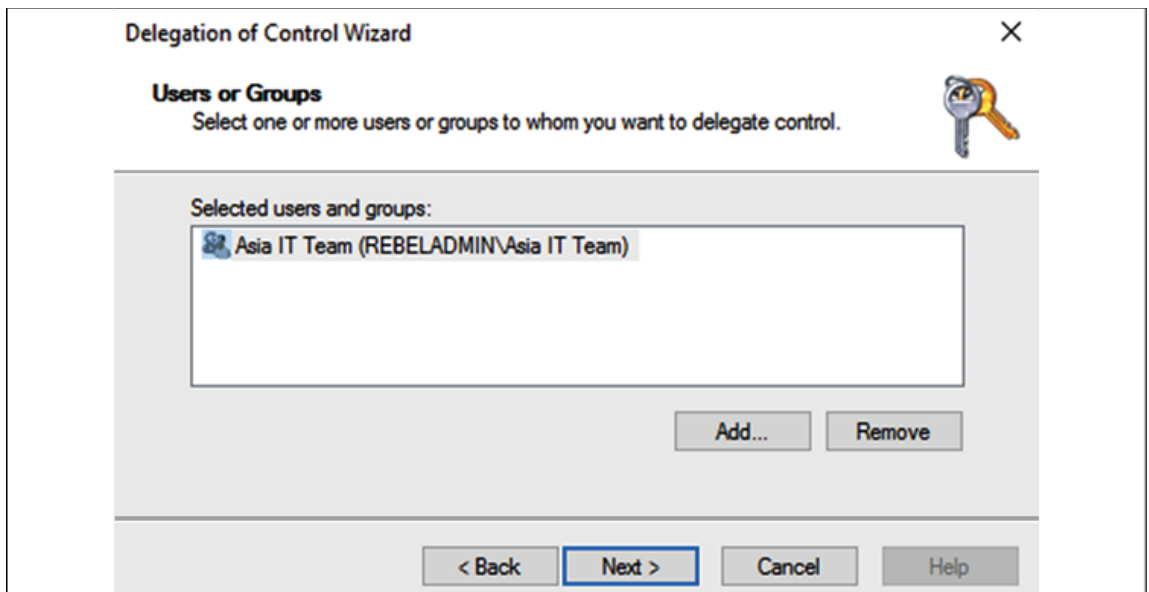 Delegation of Control Wizard
Users or Groups
Select one or more users or groups to whom you want to delegate control.
Selected users and groups:
Asia IT Team (REBELADMIN\Asia IT Team)
Add... Remove
< Back Next > Cancel Help